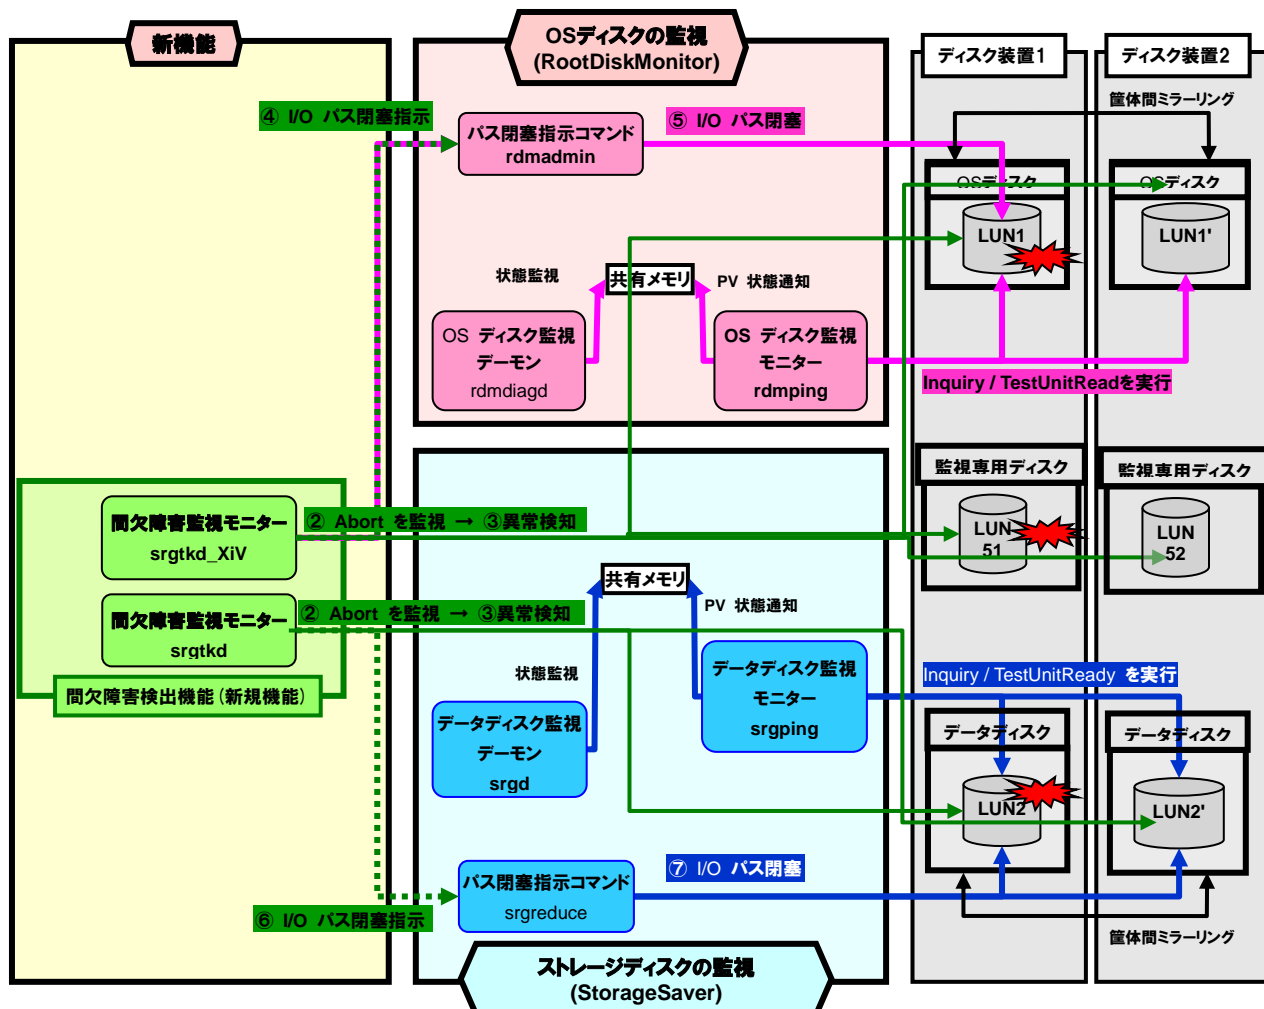 新機能
OSディスクの監視
(RootDiskMonitor)
ディスク装置1
ディスク装置2
筐体間ミラーリング
④ I/O パス閉塞指示
パス閉塞指示コマンド
rdmadmin
⑤ I/O パス閉塞
OSディスク
LUN1
OSディスク
LUN1'
状態監視
共有メモリ
PV 状態通知
OS ディスク監視
デーモン
rdmdiagd
OS ディスク監視
モニター
rdmping
Inquiry / TestUnitReadを実行
監視専用ディスク
LUN
51
監視専用ディスク
LUN
52
間欠障害監視モニター
srgtkd_XiV
② Abort を監視 → ③異常検知
間欠障害監視モニター
srgtkd
② Abort を監視 → ③異常検知
間欠障害検出機能(新規機能)
共有メモリ
PV 状態通知
状態監視
データディスク監視
モニター
srgping
Inquiry / TestUnitReady を実行
データディスク監視
デーモン
srgd
データディスク
LUN2
データディスク
LUN2'
パス閉塞指示コマンド
srgreduce
⑦ I/O パス閉塞
⑥ I/O パス閉塞指示
筐体間ミラーリング
ストレージディスクの監視
(StorageSaver)